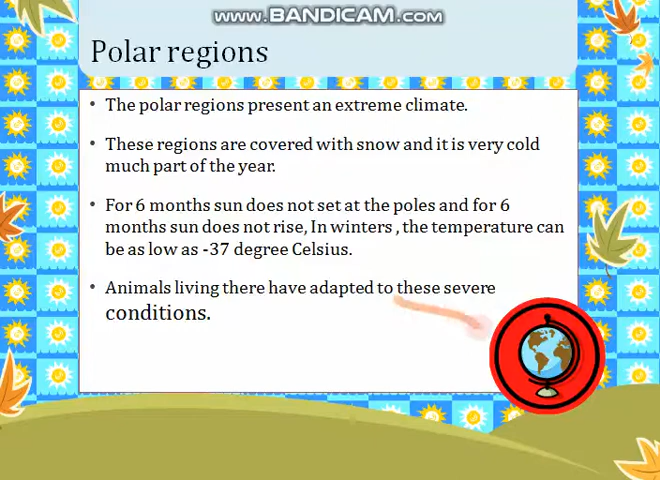 www.BANDICAM.com
Polar regions
• The polar regions present an extreme climate.
• These regions are covered with snow and it is very cold
much part of the year.
• For 6 months sun does not set at the poles and for 6
months sun does not rise, In winters , the temperature can
be as low as -37 degree Celsius.
• Animals living there have adapted to these severe
conditions.